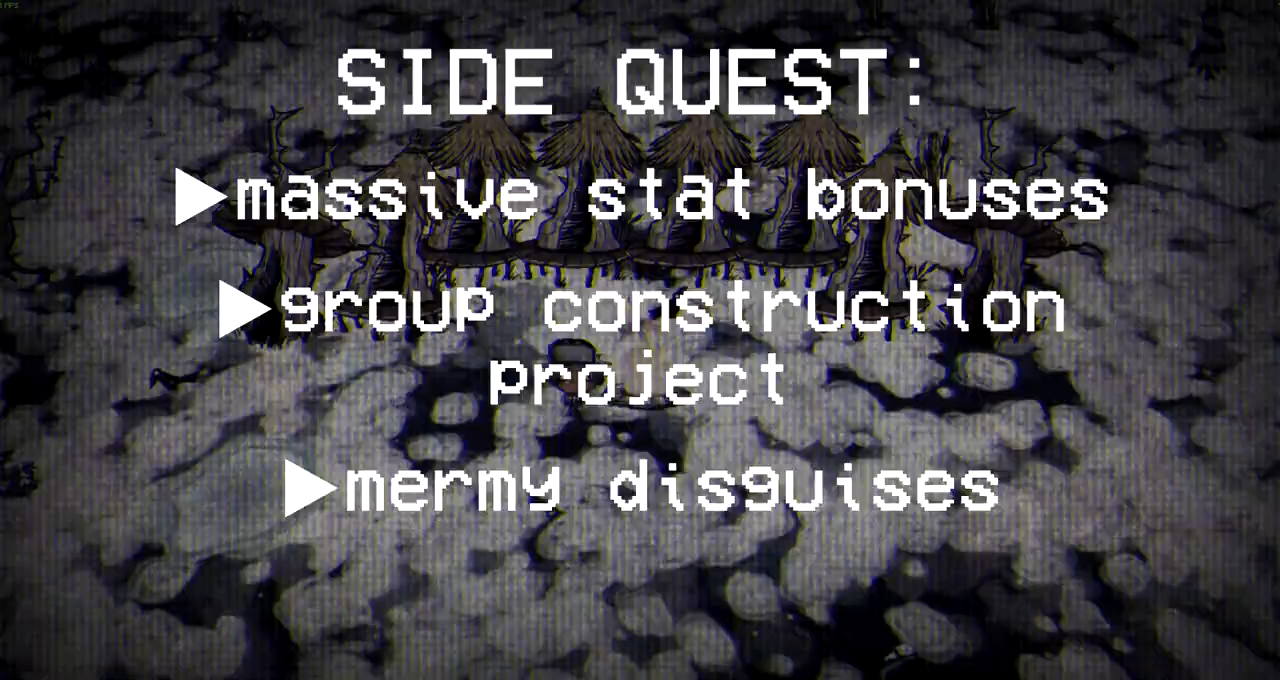 SIDE QUEST:
▶massive stat bonuses
▶group construction
project
▶mermy disguises